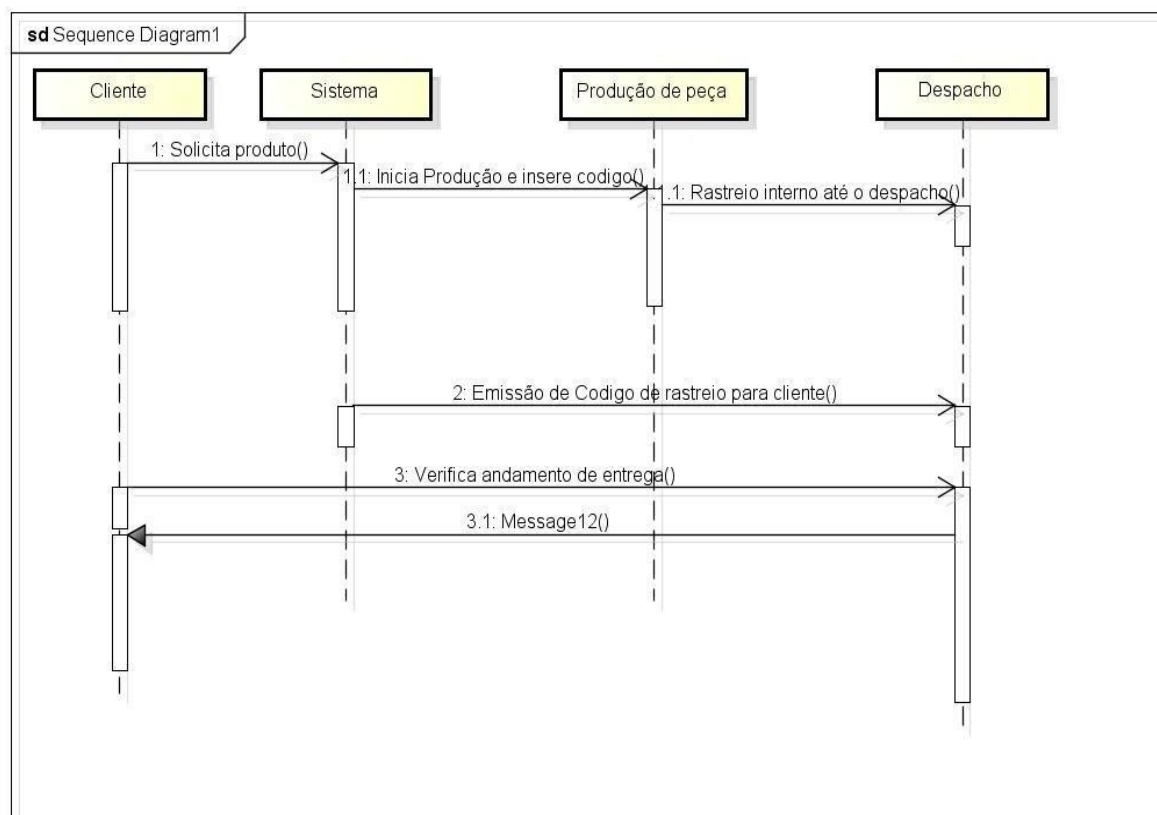 sd Sequence Diagram1
Cliente
Sistema
Produção de peça
Despacho
1: Solicita produto()
1.1: Inicia Produção e insere codigo()
.1: Rastreio interno até o despacho()
2: Emissão de Codigo de rastreio para cliente()
3: Verifica andamento de entrega()
3.1: Message12()